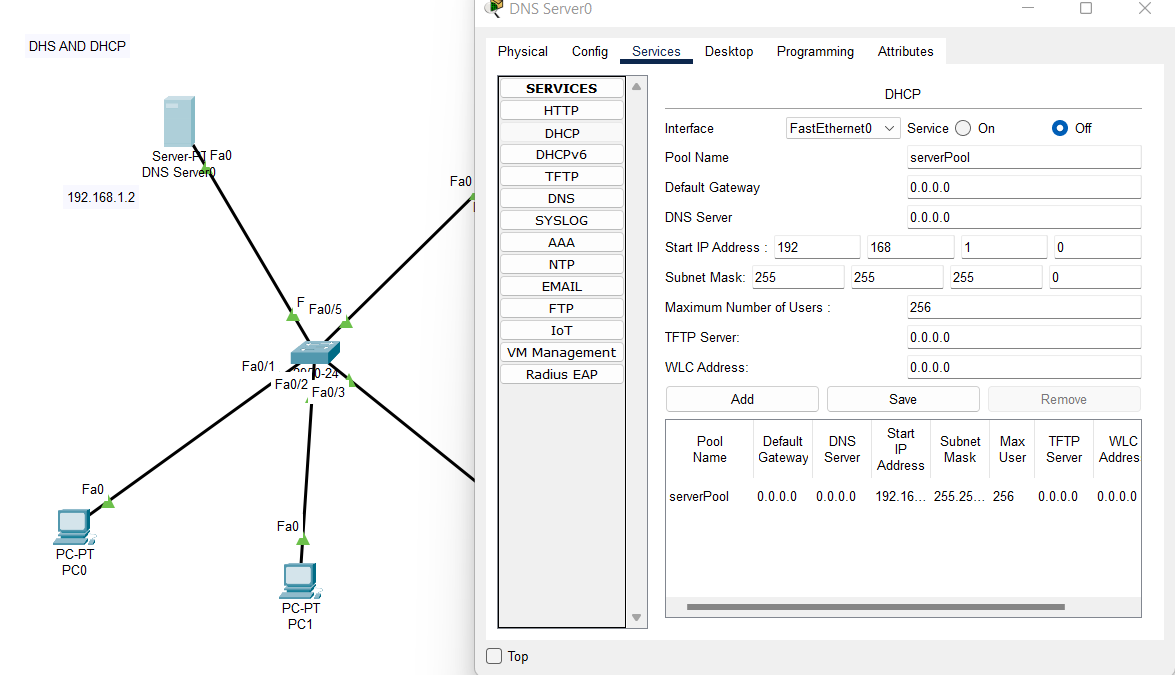 DHS AND DHCP
Server-PT
Fa0
DNS Server0
192.168.1.2
Fa0
F
Fa0/5
Fa0/1
Fa0/2
Fa0/3
Fa0
PC-PT
PC0
Fa0
PC-PT
PC1
DNS Server0
Physical Config Services Desktop Programming Attributes
SERVICES
HTTP
DHCP
DHCPv6
TFTP
DNS
SYSLOG
AAA
NTP
EMAIL
FTP
IoT
VM Management
Radius EAP
DHCP
Interface FastEthernet0 Service On Off
Pool Name serverPool
Default Gateway 0.0.0.0
DNS Server 0.0.0.0
Start IP Address : 192 168 1 0
Subnet Mask: 255 255 255 0
Maximum Number of Users : 256
TFTP Server: 0.0.0.0
WLC Address: 0.0.0.0
Add Save Remove
Pool Name Default Gateway DNS Server Start IP Address Subnet Mask Max User TFTP Server WLC Addres
serverPool 0.0.0.0 0.0.0.0 192.16... 255.25... 256 0.0.0.0 0.0.0.0
Top